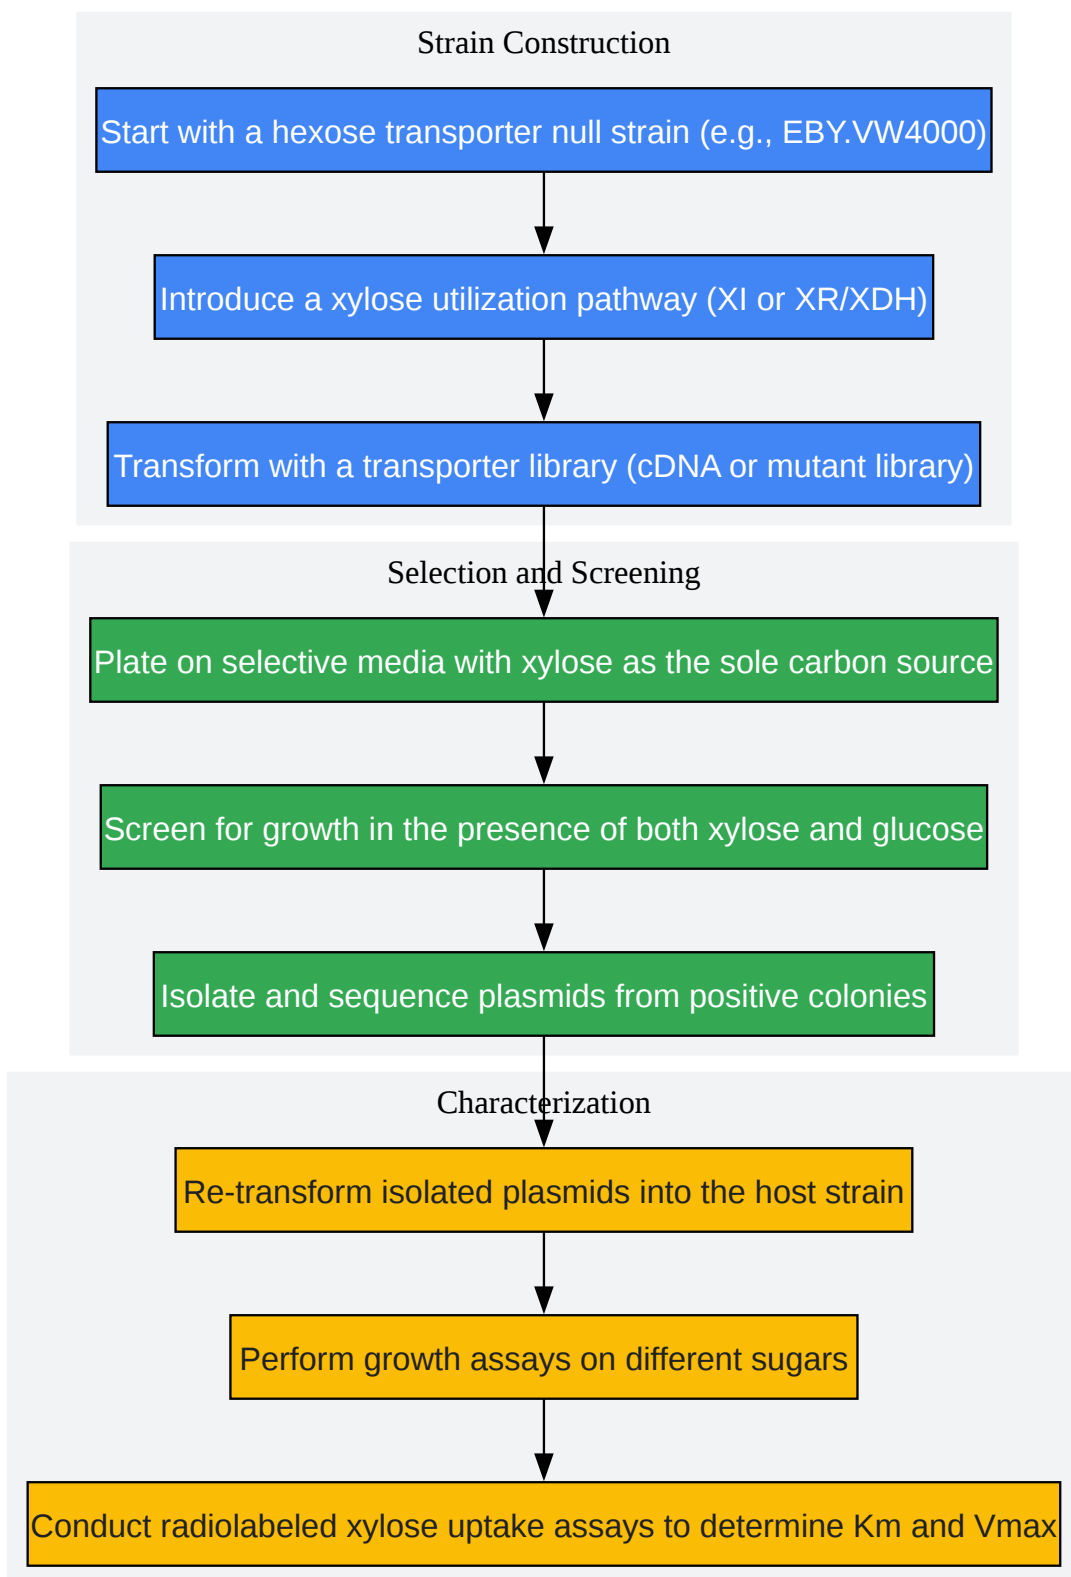 Strain Construction
Start with a hexose transporter null strain (e.g., EBY.VW4000)
Introduce a xylose utilization pathway (XI or XR/XDH)
Transform with a transporter library (cDNA or mutant library)
Selection and Screening
Plate on selective media with xylose as the sole carbon source
Screen for growth in the presence of both xylose and glucose
Isolate and sequence plasmids from positive colonies
Characterization
Re-transform isolated plasmids into the host strain
Perform growth assays on different sugars
Conduct radiolabeled xylose uptake assays to determine Km and Vmax